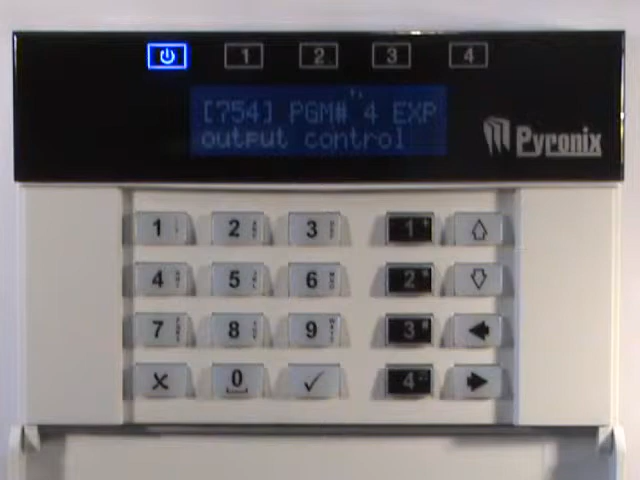 1 2 3 4
[754] PGM# 4 EXP
output control
Pyronix
1 2 3 1
4 5 6 2
7 8 9 3
0 4